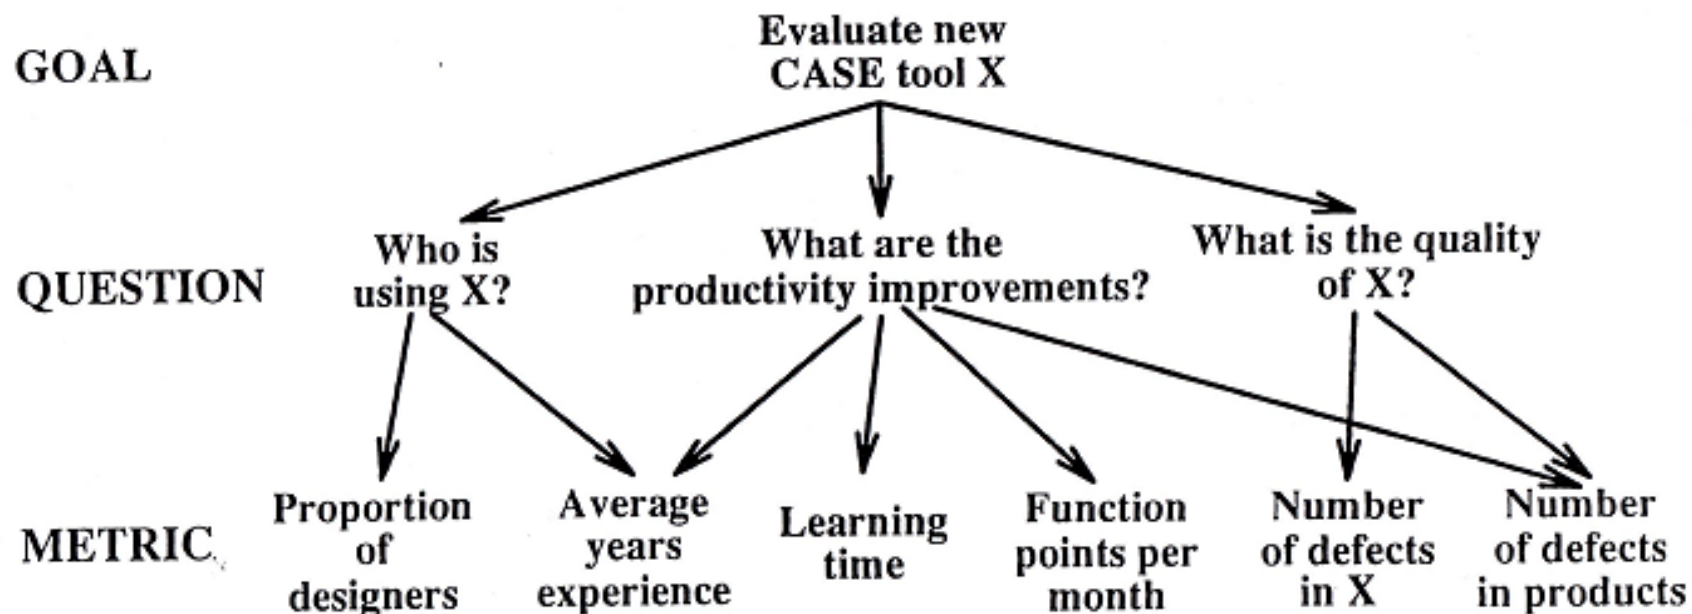 GOAL
Evaluate new
CASE tool X
QUESTION
Who is
using X?
What are the
productivity improvements?
What is the quality
of X?
METRIC
Proportion
of
designers
Average
years
experience
Learning
time
Function
points per
month
Number
of defects
in X
Number
of defects
in products